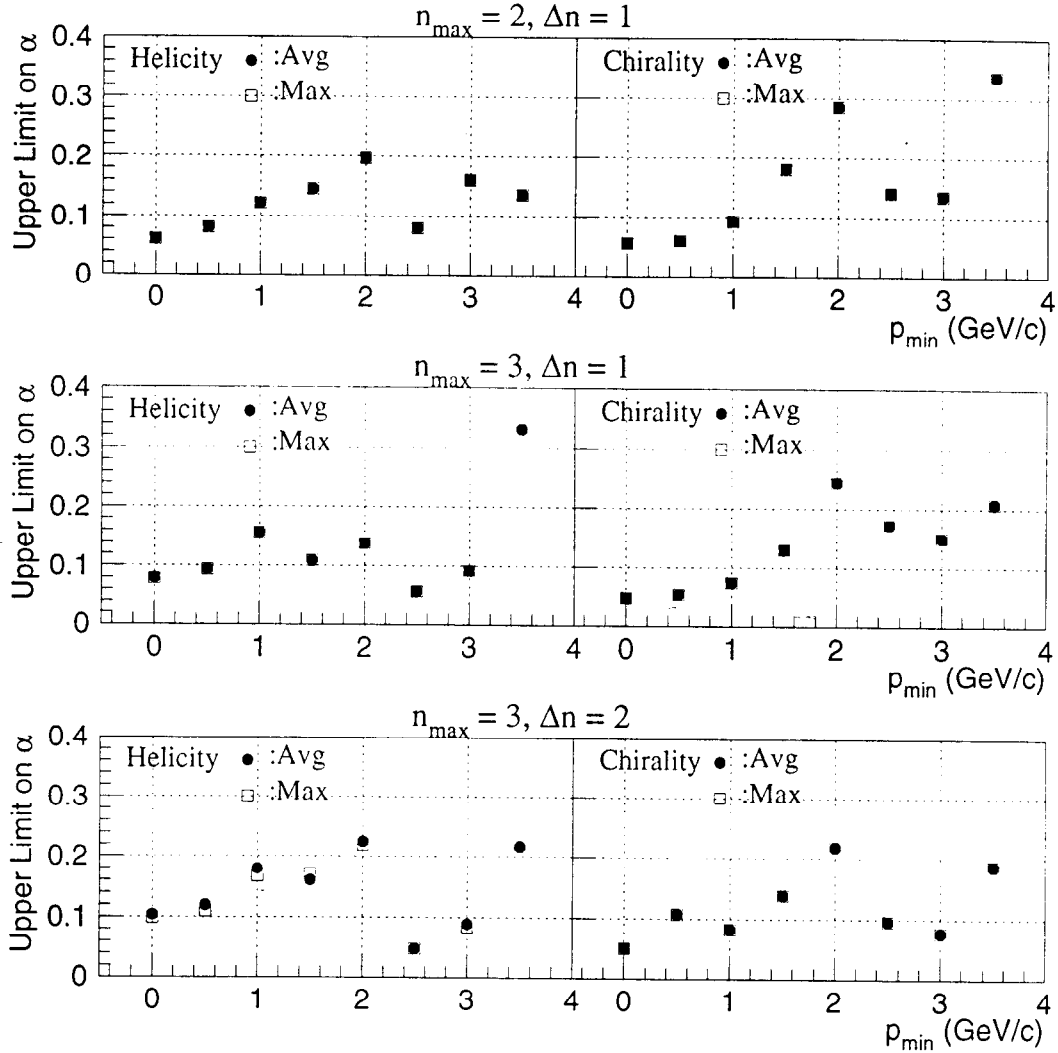 n_max = 2, Δn = 1
Upper Limit on α
0.4
0.3
0.2
0.1
0
Helicity ● :Avg
□ :Max
Chirality ● :Avg
□ :Max
0 1 2 3 4 0 1 2 3 4
p_min (GeV/c)
n_max = 3, Δn = 1
Upper Limit on α
0.4
0.3
0.2
0.1
0
Helicity ● :Avg
□ :Max
Chirality ● :Avg
□ :Max
0 1 2 3 4 0 1 2 3 4
p_min (GeV/c)
n_max = 3, Δn = 2
Upper Limit on α
0.4
0.3
0.2
0.1
0
Helicity ● :Avg
□ :Max
Chirality ● :Avg
□ :Max
0 1 2 3 4 0 1 2 3 4
p_min (GeV/c)